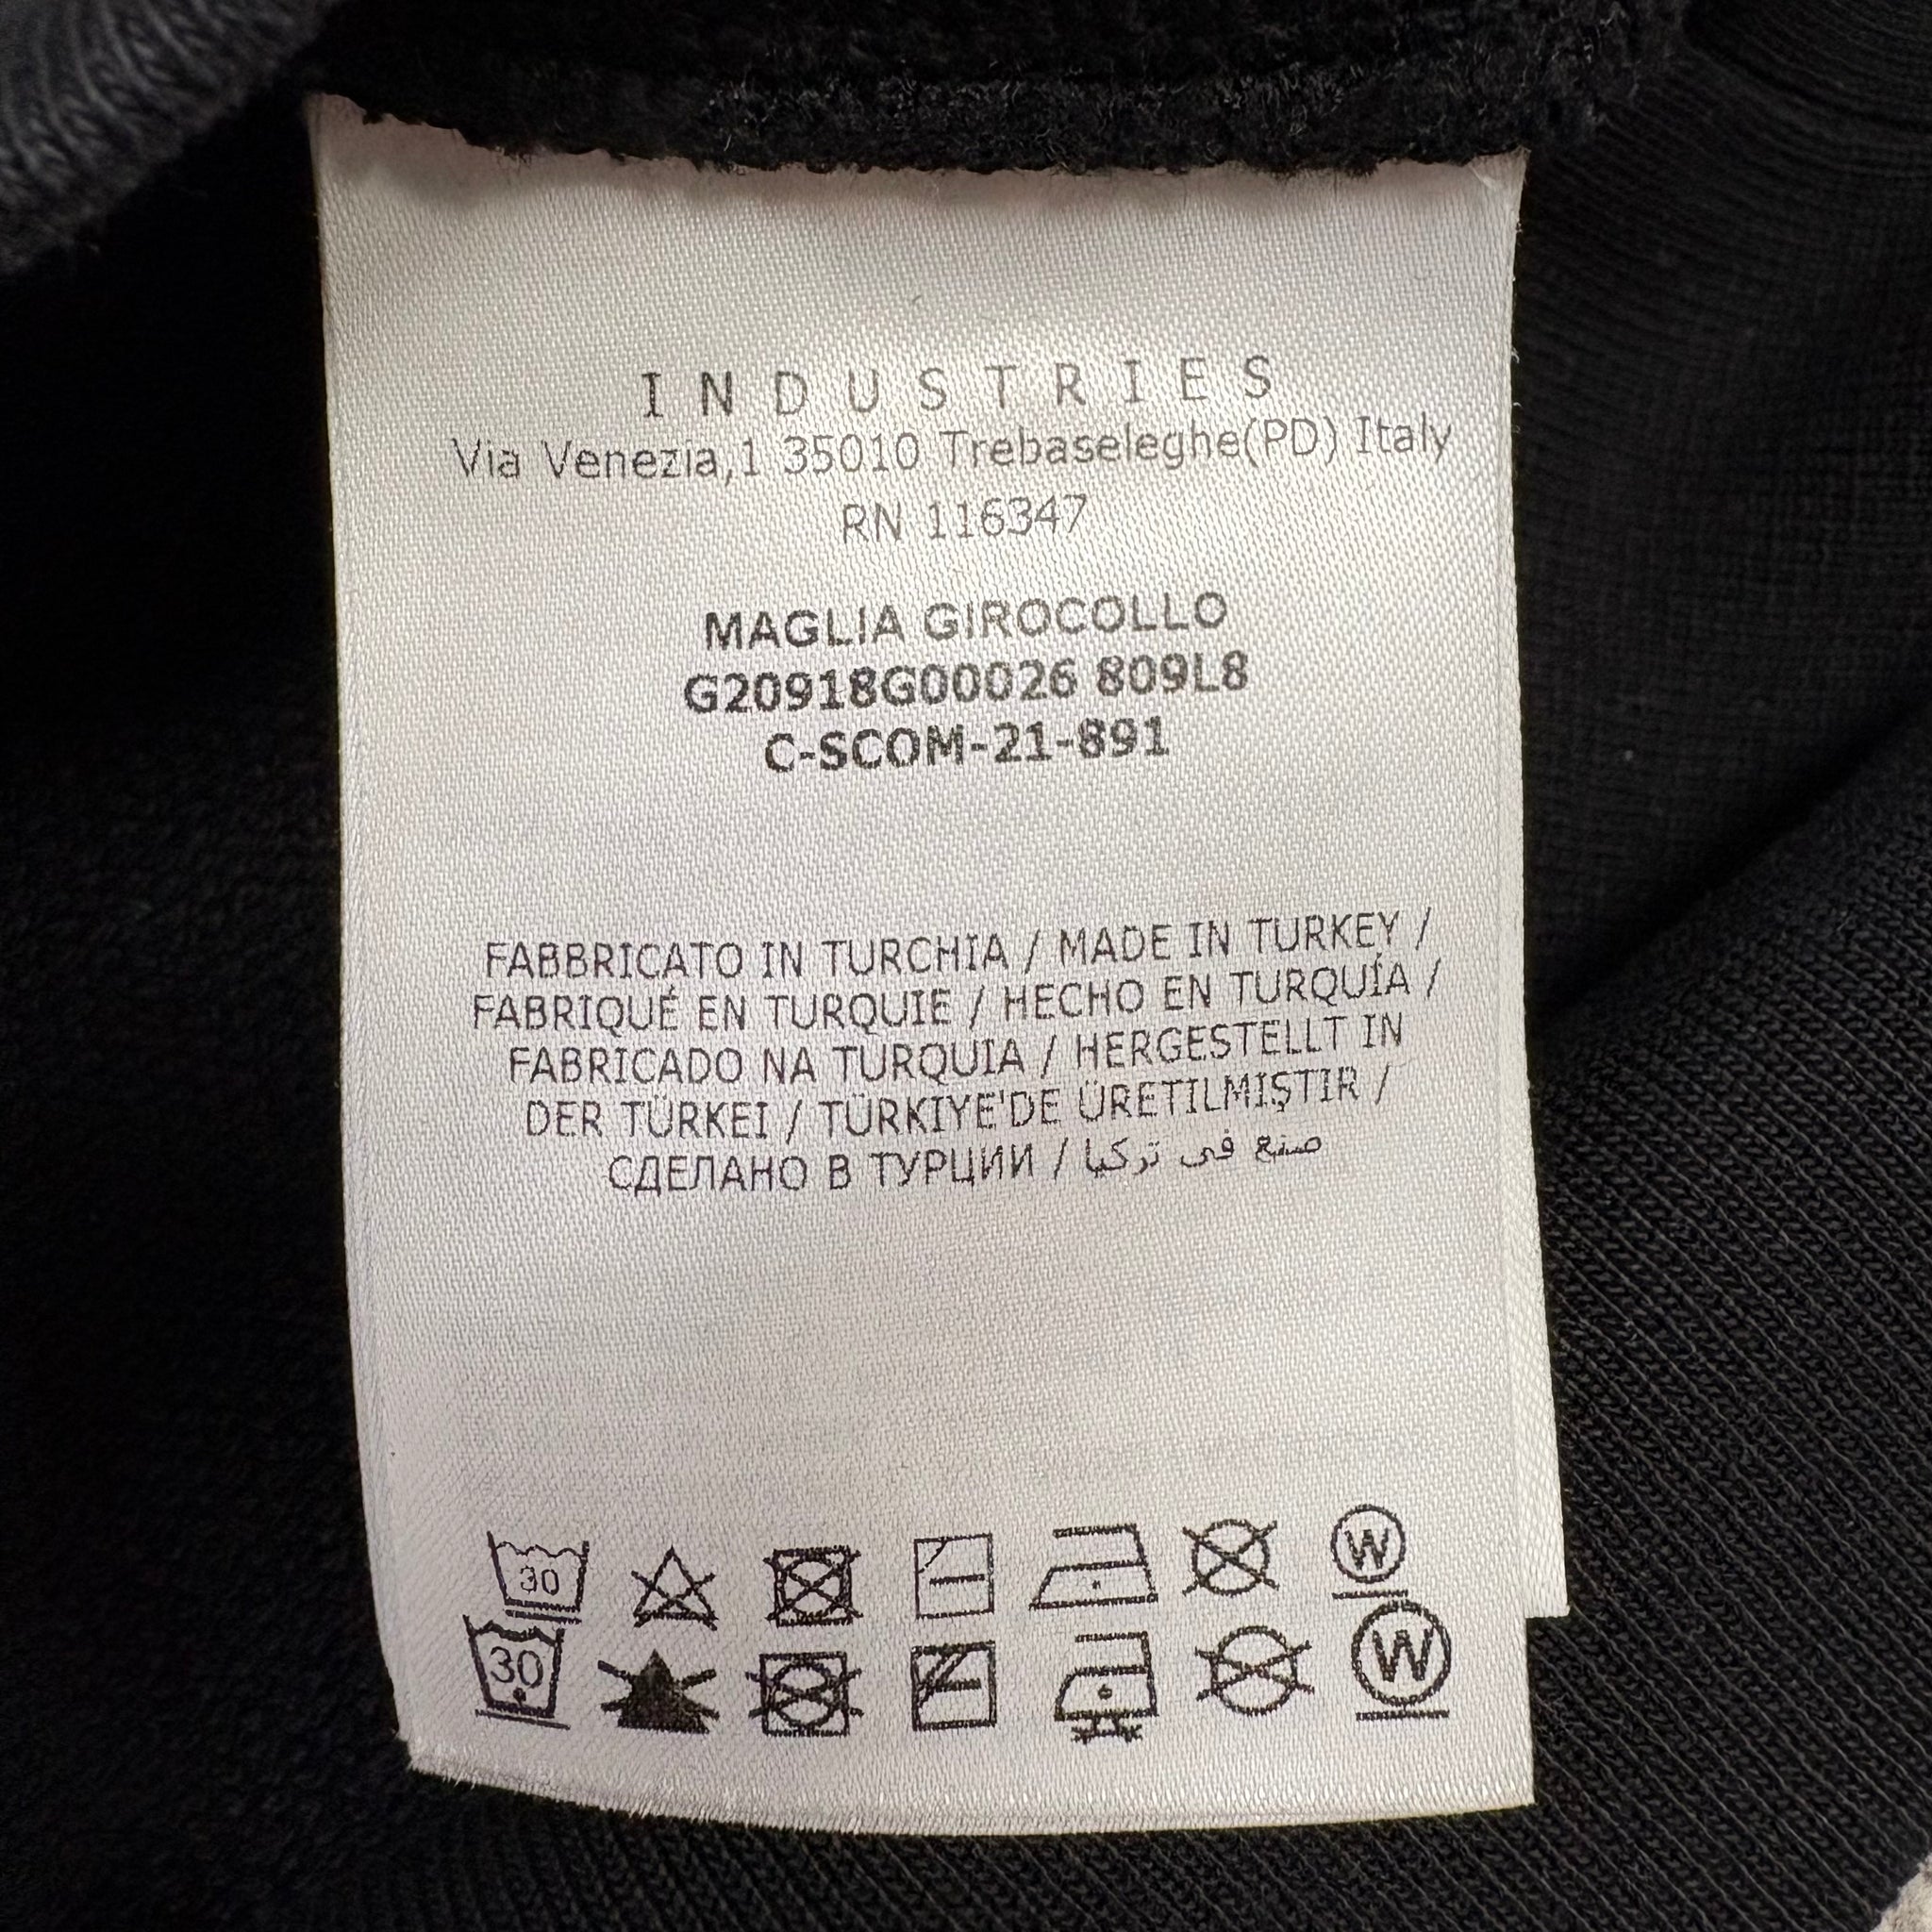 INDUSTRIES
Via Venezia,1 35010 Trebaseleghe(PD) Italy
RN 116347
MAGLIA GIROCOLLO
G20918G00026 809L8
C-SCOM-21-891
FABBRICATO IN TURCHIA / MADE IN TURKEY /
FABRIQUÉ EN TURQUIE / HECHO EN TURQUÍA /
FABRICADO NA TURQUIA / HERGESTELLT IN
DER TÜRKEI / TÜRKIYE'DE ÜRETILMIŞTIR /
СДЕЛАНО В ТУРЦИИ / صنع في تركيا
30 W
30 W